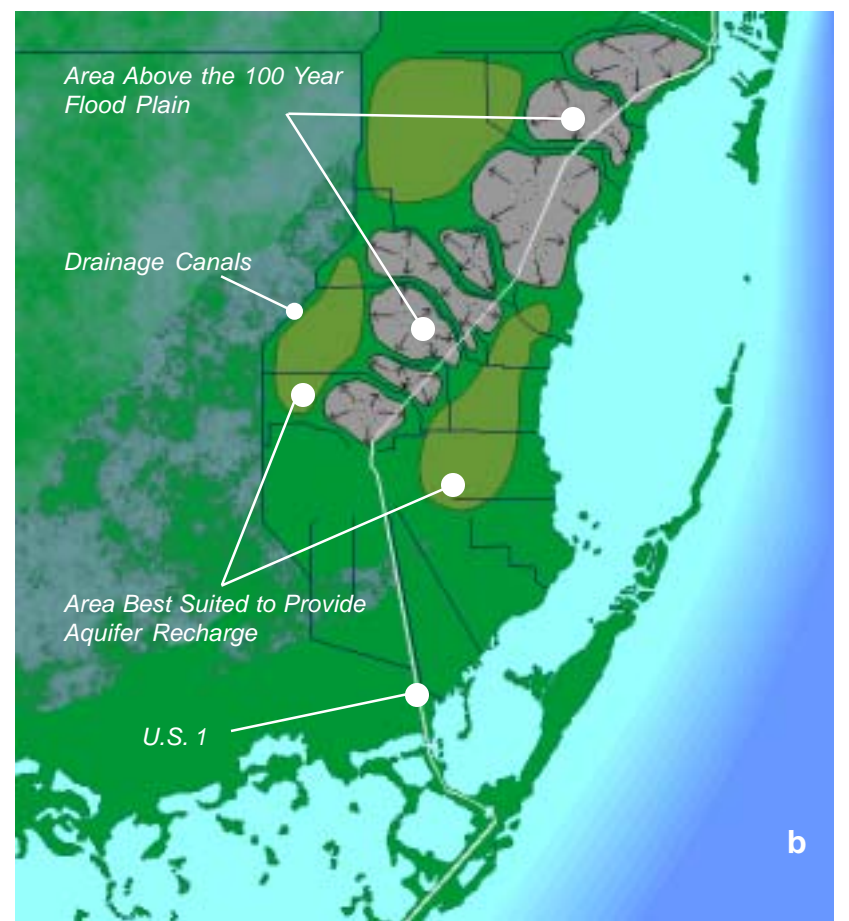 Area Above the 100 Year
Flood Plain
Drainage Canals
Area Best Suited to Provide
Aquifer Recharge
U.S. 1
b